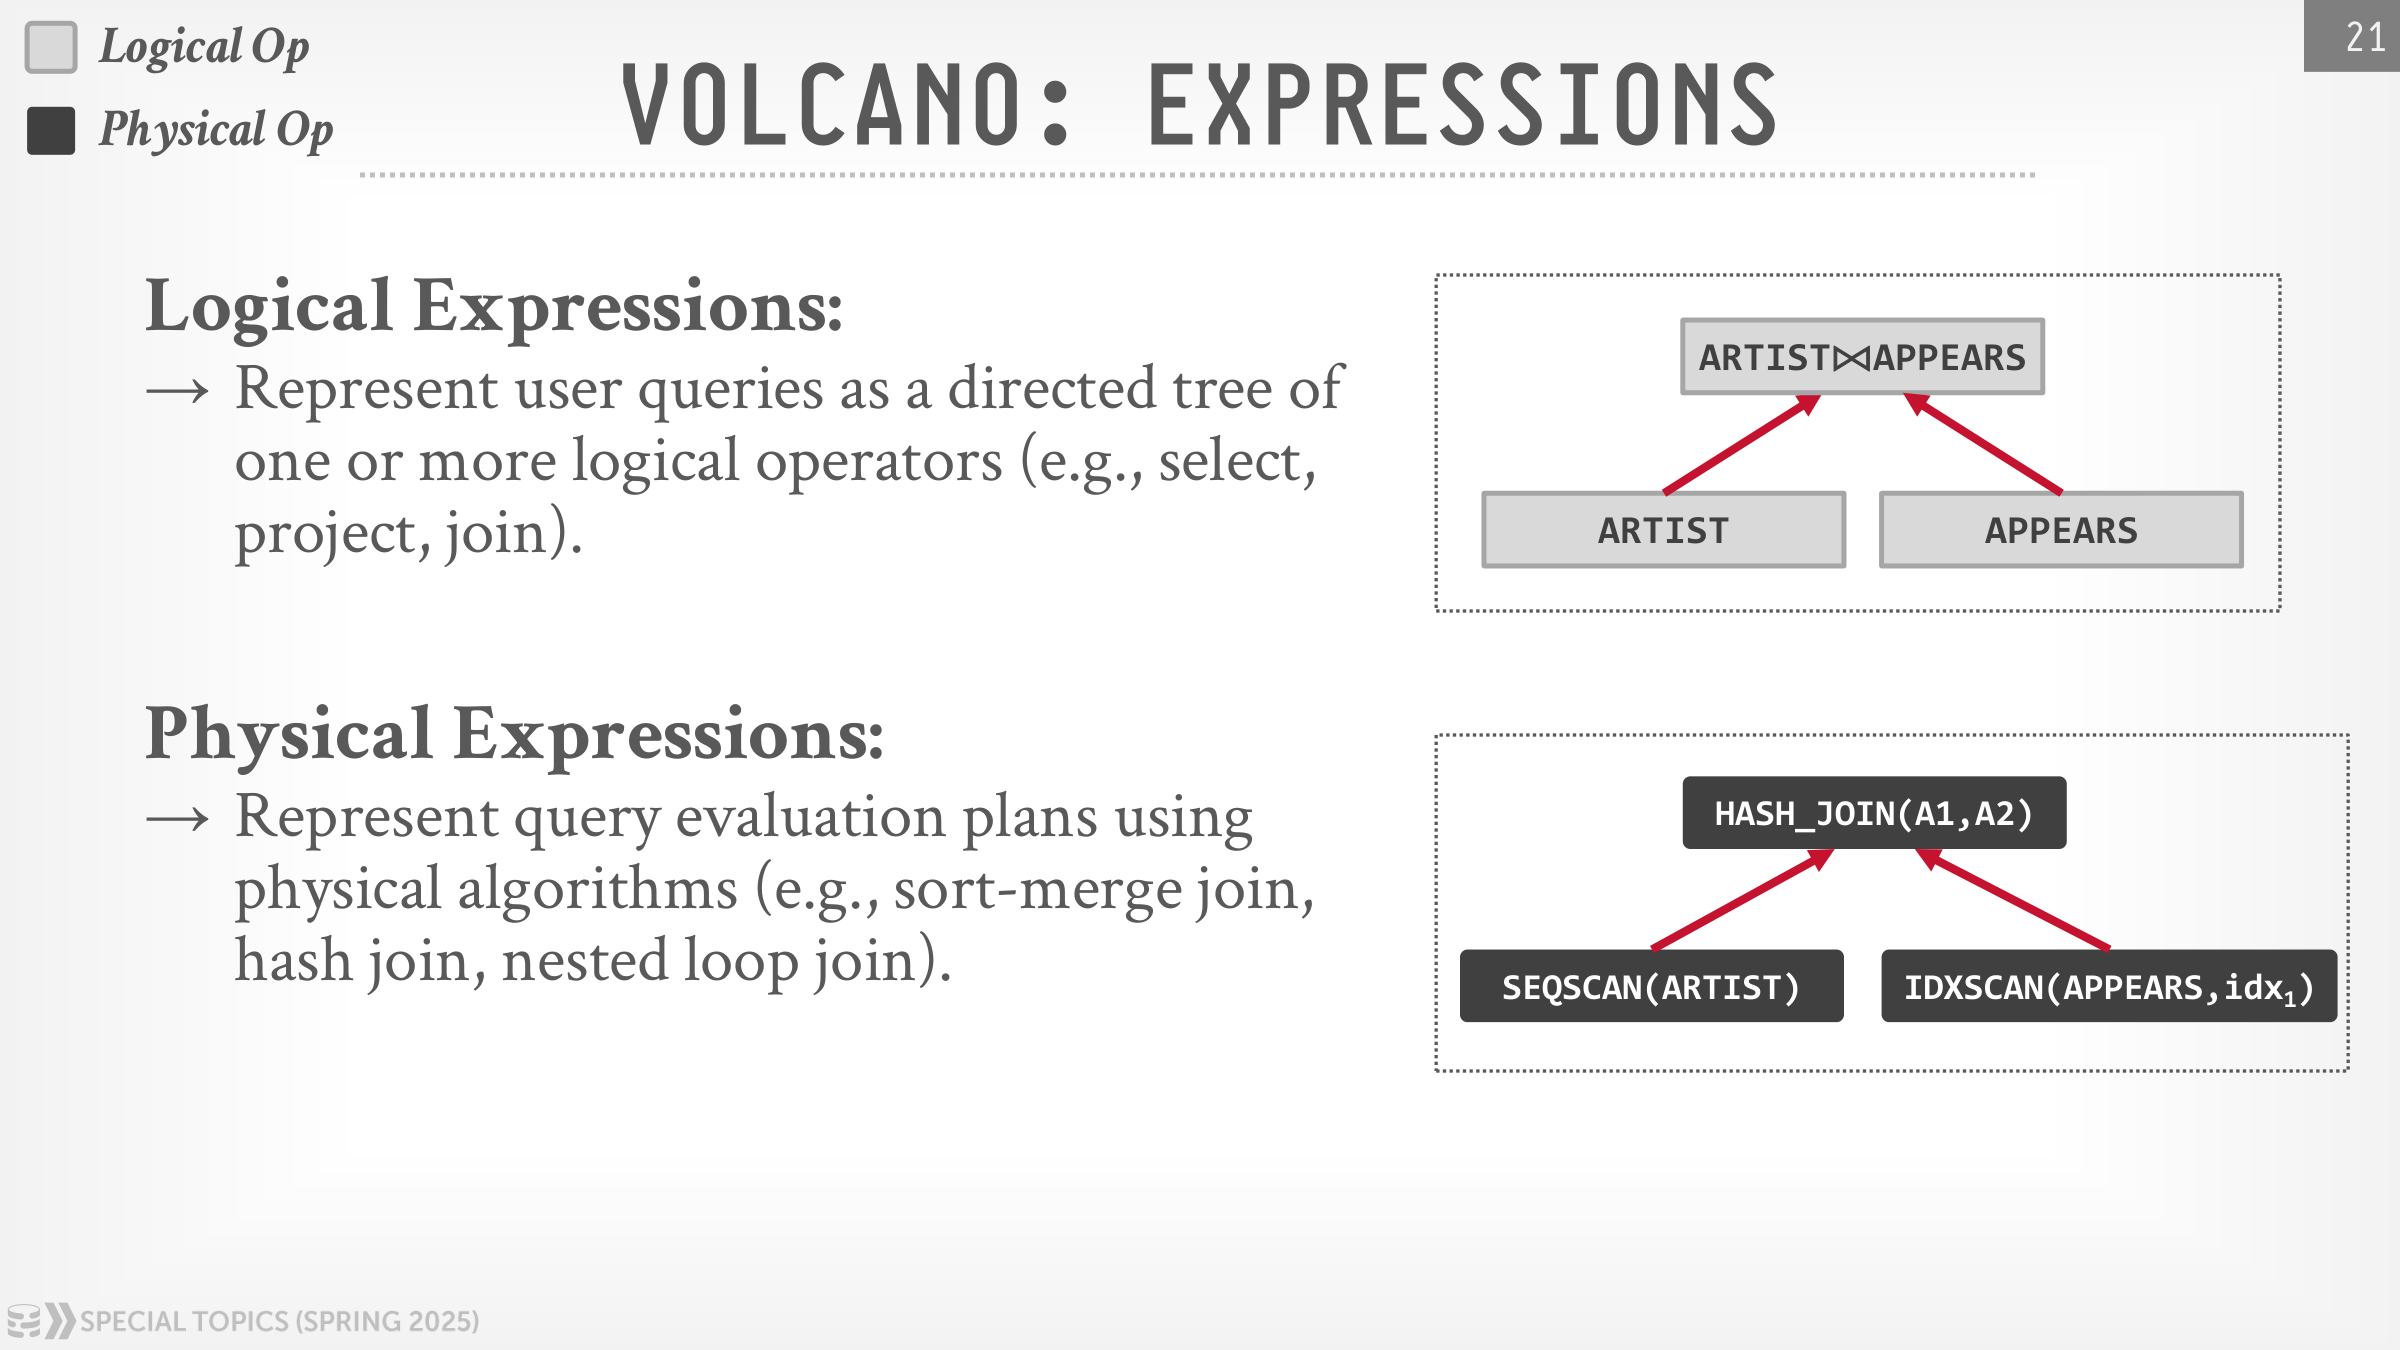 Logical Op
Physical Op
VOLCANO: EXPRESSIONS
21
Logical Expressions:
→ Represent user queries as a directed tree of
one or more logical operators (e.g., select,
project, join).
ARTIST⋈APPEARS
ARTIST
APPEARS
Physical Expressions:
→ Represent query evaluation plans using
physical algorithms (e.g., sort-merge join,
hash join, nested loop join).
HASH_JOIN(A1,A2)
SEQSCAN(ARTIST)
IDXSCAN(APPEARS,idx₁)
SPECIAL TOPICS (SPRING 2025)